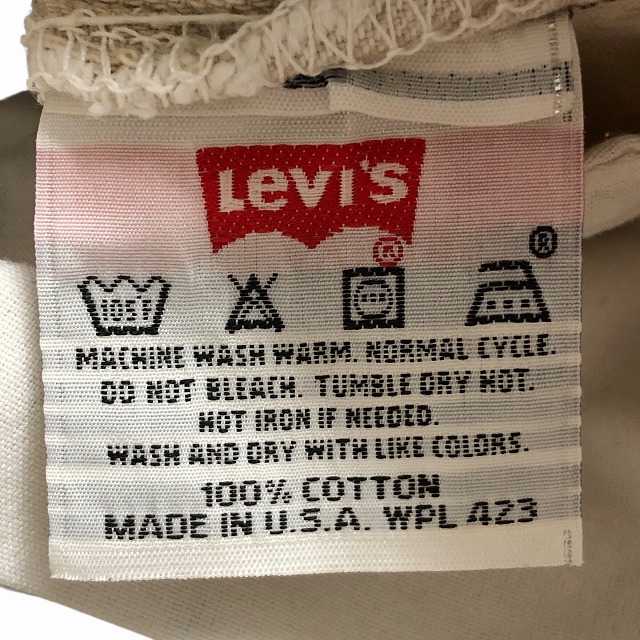 Levi's
®
®
105F
MACHINE WASH WARM. NORMAL CYCLE.
DO NOT BLEACH. TUMBLE DRY HOT.
HOT IRON IF NEEDED.
WASH AND DRY WITH LIKE COLORS.
100% COTTON
MADE IN U.S.A. WPL 423